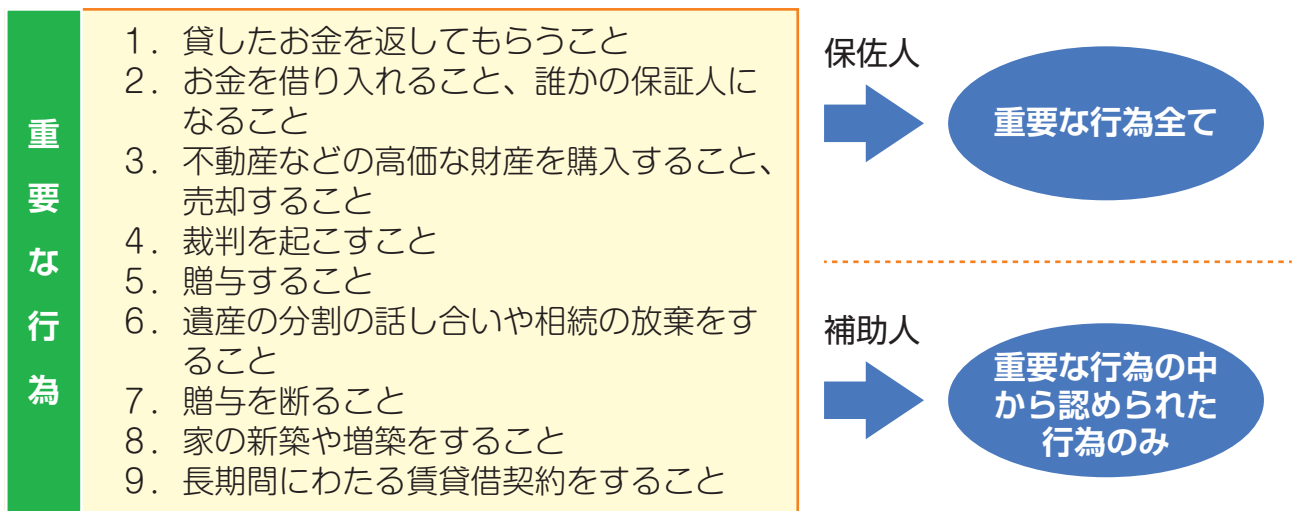 重要な行為
1．貸したお金を返してもらうこと
2．お金を借り入れること、誰かの保証人に
なること
3．不動産などの高価な財産を購入すること、
売却すること
4．裁判を起こすこと
5．贈与すること
6．遺産の分割の話し合いや相続の放棄をす
ること
7．贈与を断ること
8．家の新築や増築をすること
9．長期間にわたる賃貸借契約をすること
保佐人
重要な行為全て
補助人
重要な行為の中
から認められた
行為のみ